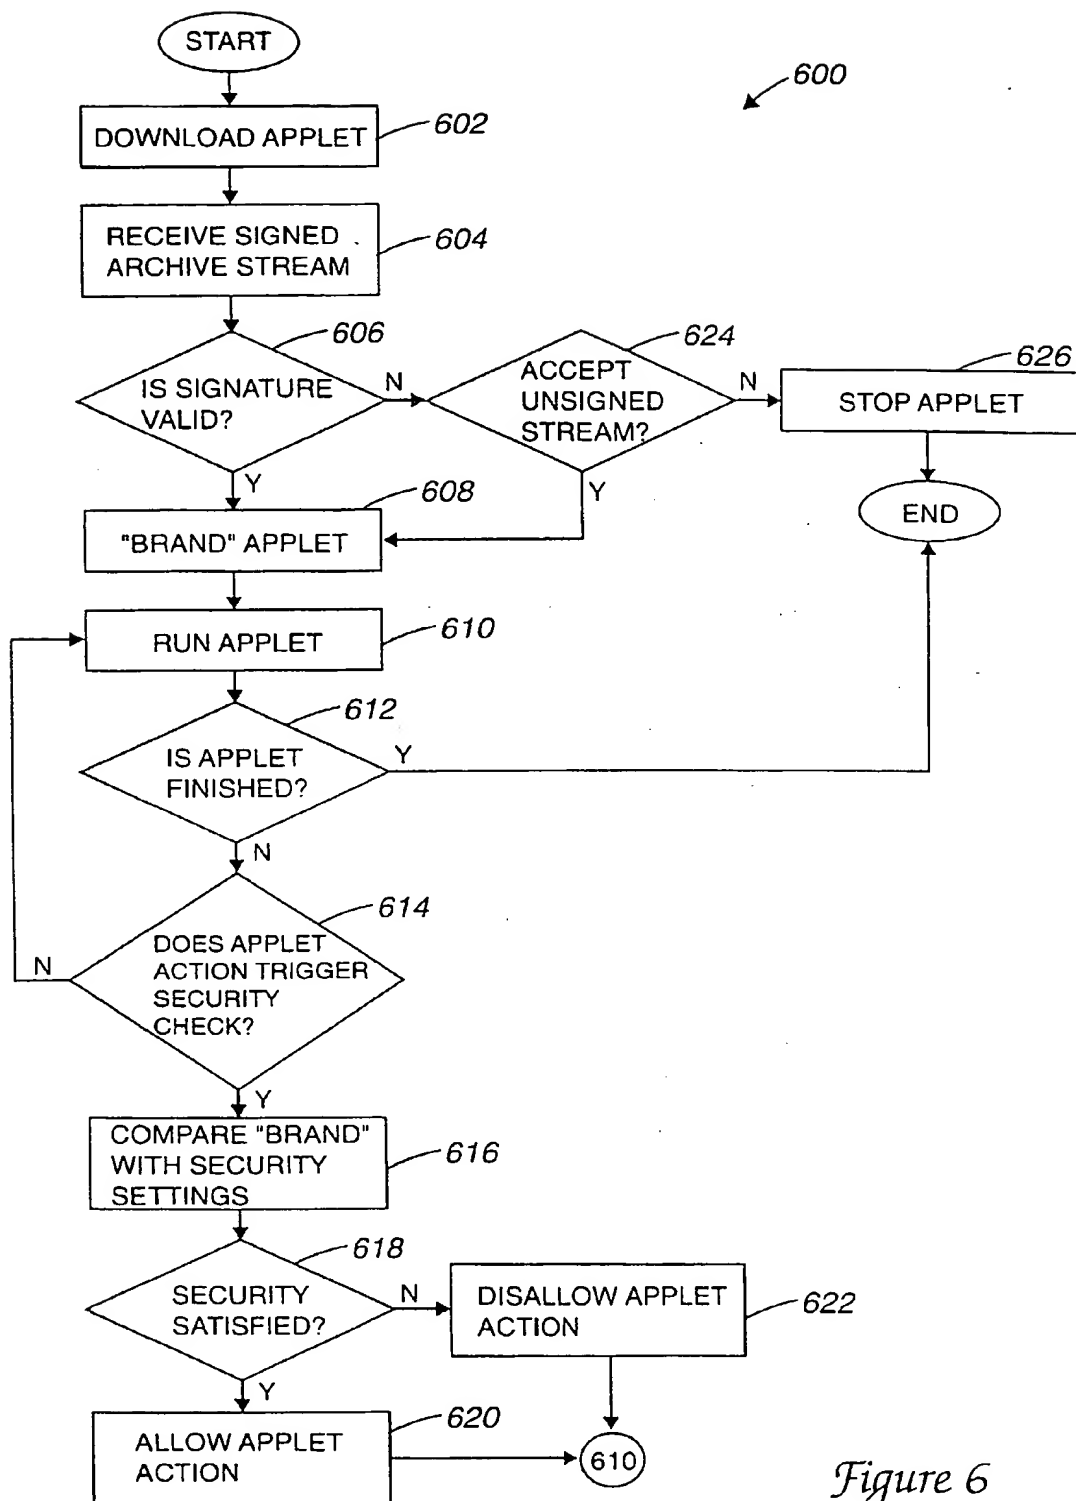 START
600
DOWNLOAD APPLET
602
RECEIVE SIGNED
ARCHIVE STREAM
604
606
IS SIGNATURE
VALID?
N
Y
624
ACCEPT
UNSIGNED
STREAM?
N
Y
626
STOP APPLET
END
608
"BRAND" APPLET
RUN APPLET
610
612
IS APPLET
FINISHED?
Y
N
614
DOES APPLET
ACTION TRIGGER
SECURITY
CHECK?
N
Y
COMPARE "BRAND"
WITH SECURITY
SETTINGS
616
618
SECURITY
SATISFIED?
N
Y
DISALLOW APPLET
ACTION
622
620
ALLOW APPLET
ACTION
610
Figure 6